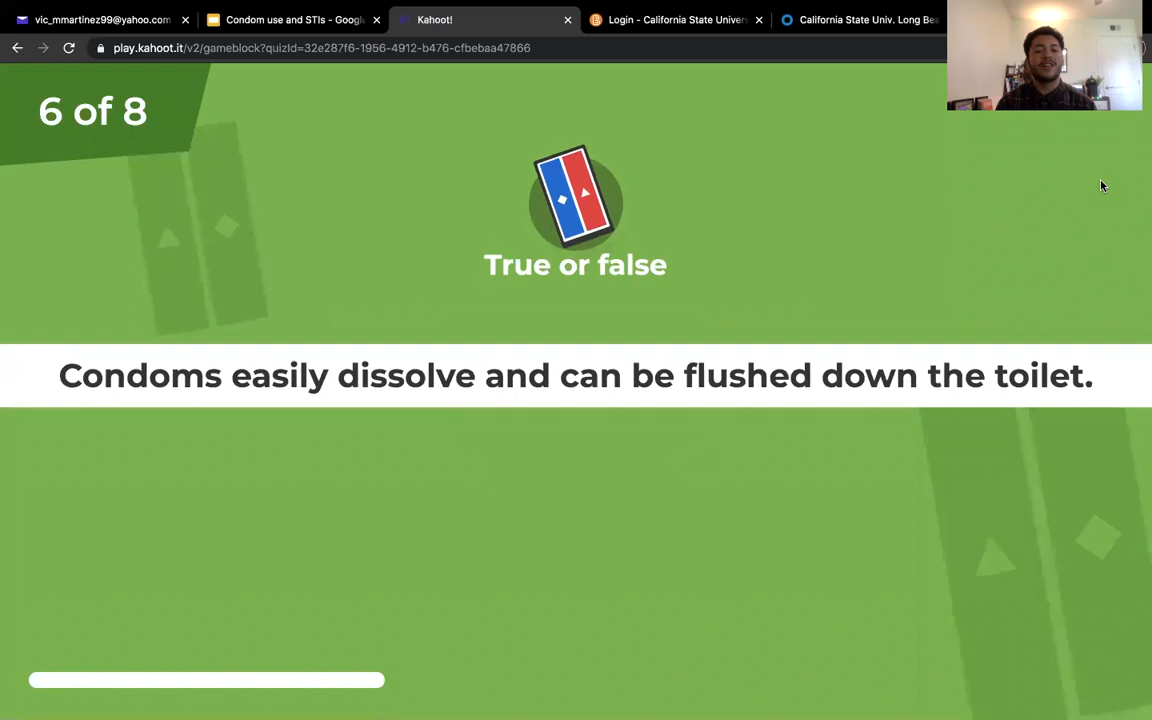 vic_mmartinez99@yahoo.com
Condom use and STIs - Googl
Kahoot!
Login - California State Univer
California State Univ. Long Be
play.kahoot.it/v2/gameblock?quizId=32e287f6-1956-4912-b476-cfbebaa47866
6 of 8
True or false
Condoms easily dissolve and can be flushed down the toilet.